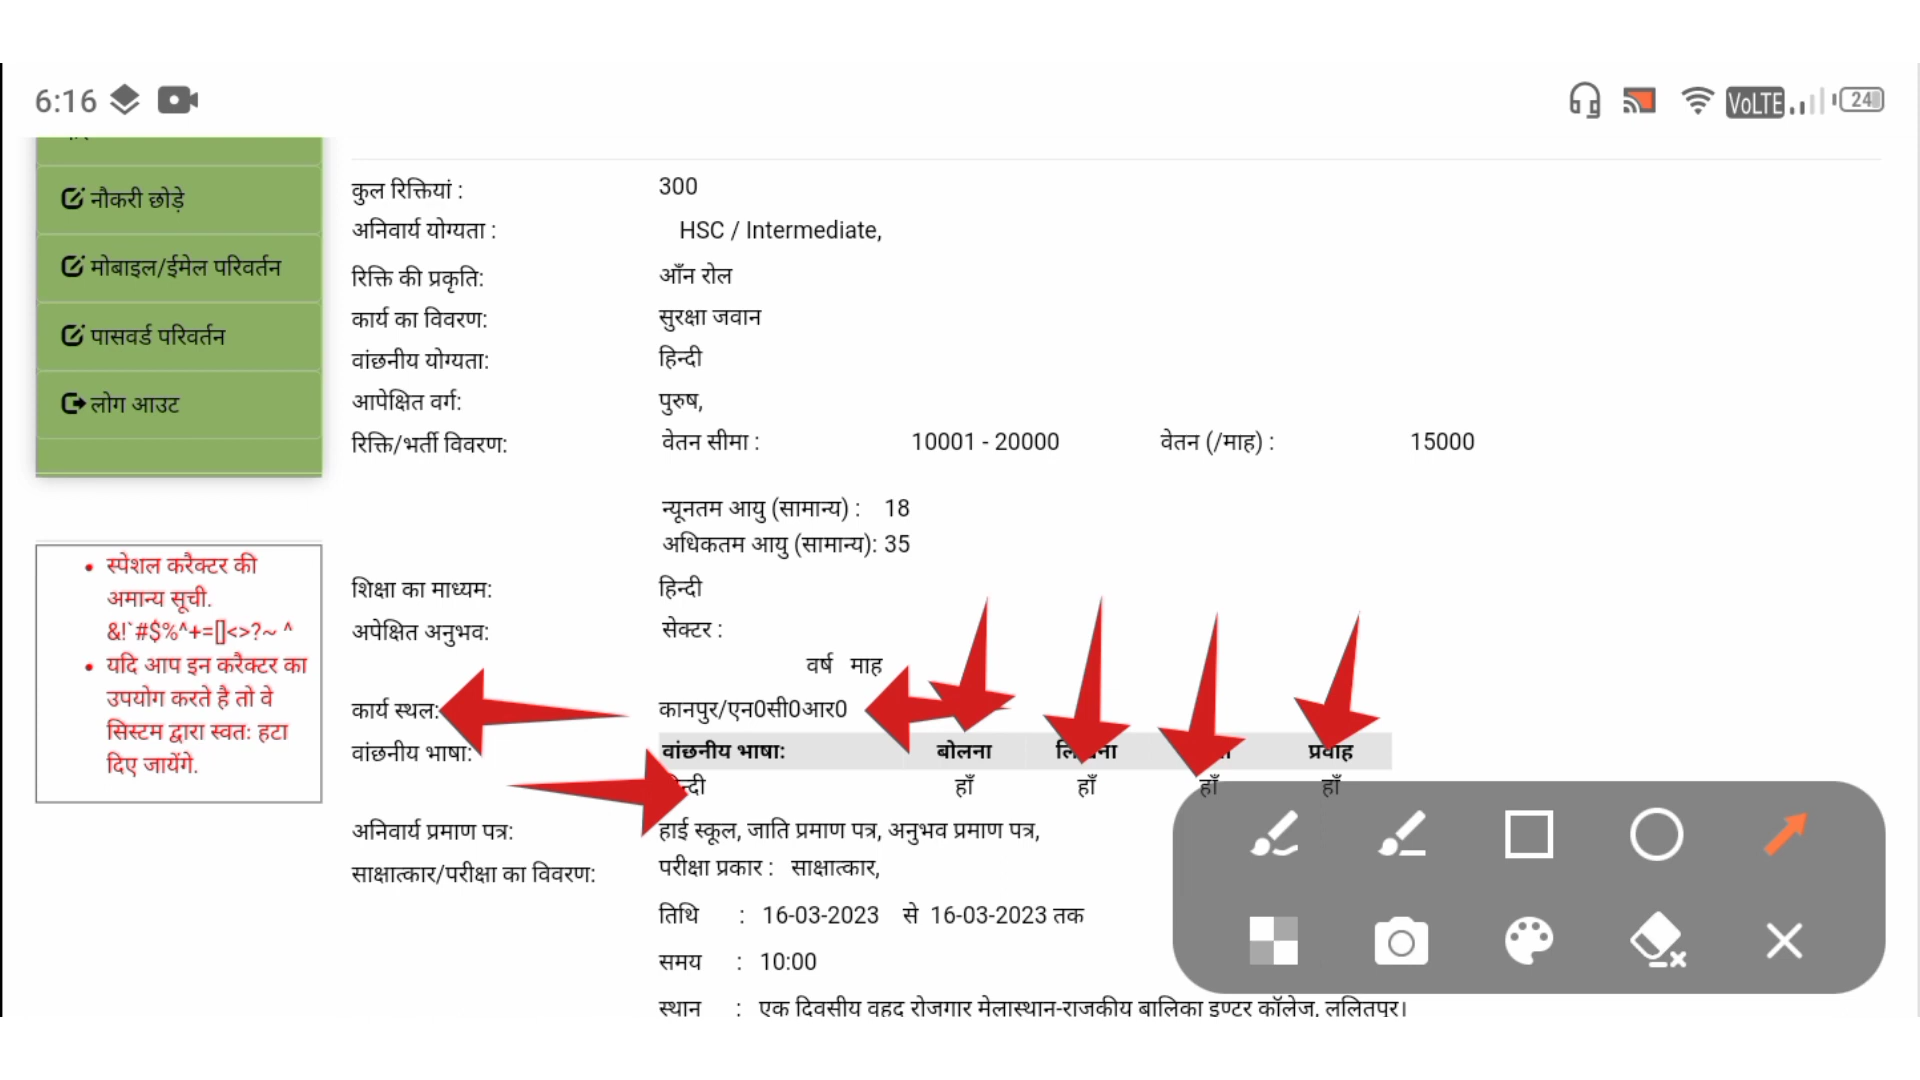 6:16
VoLTE 24
नौकरी छोड़े
मोबाइल/ईमेल परिवर्तन
पासवर्ड परिवर्तन
लोग आउट
स्पेशल करैक्टर की
अमान्य सूची.
&!`#$%^+=[]<>?~ ^
यदि आप इन करैक्टर का
उपयोग करते है तो वे
सिस्टम द्वारा स्वतः हटा
दिए जायेंगे.
कुल रिक्तियां : 300
अनिवार्य योग्यता : HSC / Intermediate,
रिक्ति की प्रकृति: ऑंन रोल
कार्य का विवरण: सुरक्षा जवान
वांछनीय योग्यता: हिन्दी
आपेक्षित वर्ग: पुरुष,
रिक्ति/भर्ती विवरण: वेतन सीमा : 10001 - 20000 वेतन (/माह) : 15000
न्यूनतम आयु (सामान्य) : 18
अधिकतम आयु (सामान्य): 35
शिक्षा का माध्यम: हिन्दी
अपेक्षित अनुभव: सेक्टर :
वर्ष माह
कार्य स्थल: कानपुर/एन0सी0आर0
वांछनीय भाषा: वांछनीय भाषा: बोलना प्रवाह
हाँ हाँ हाँ हाँ
अनिवार्य प्रमाण पत्र: हाई स्कूल, जाति प्रमाण पत्र, अनुभव प्रमाण पत्र,
साक्षात्कार/परीक्षा का विवरण: परीक्षा प्रकार : साक्षात्कार,
तिथि : 16-03-2023 से 16-03-2023 तक
समय : 10:00
स्थान : एक दिवसीय वृहद रोजगार मेलास्थान-राजकीय बालिका इण्टर कॉलेज, ललितपुर।